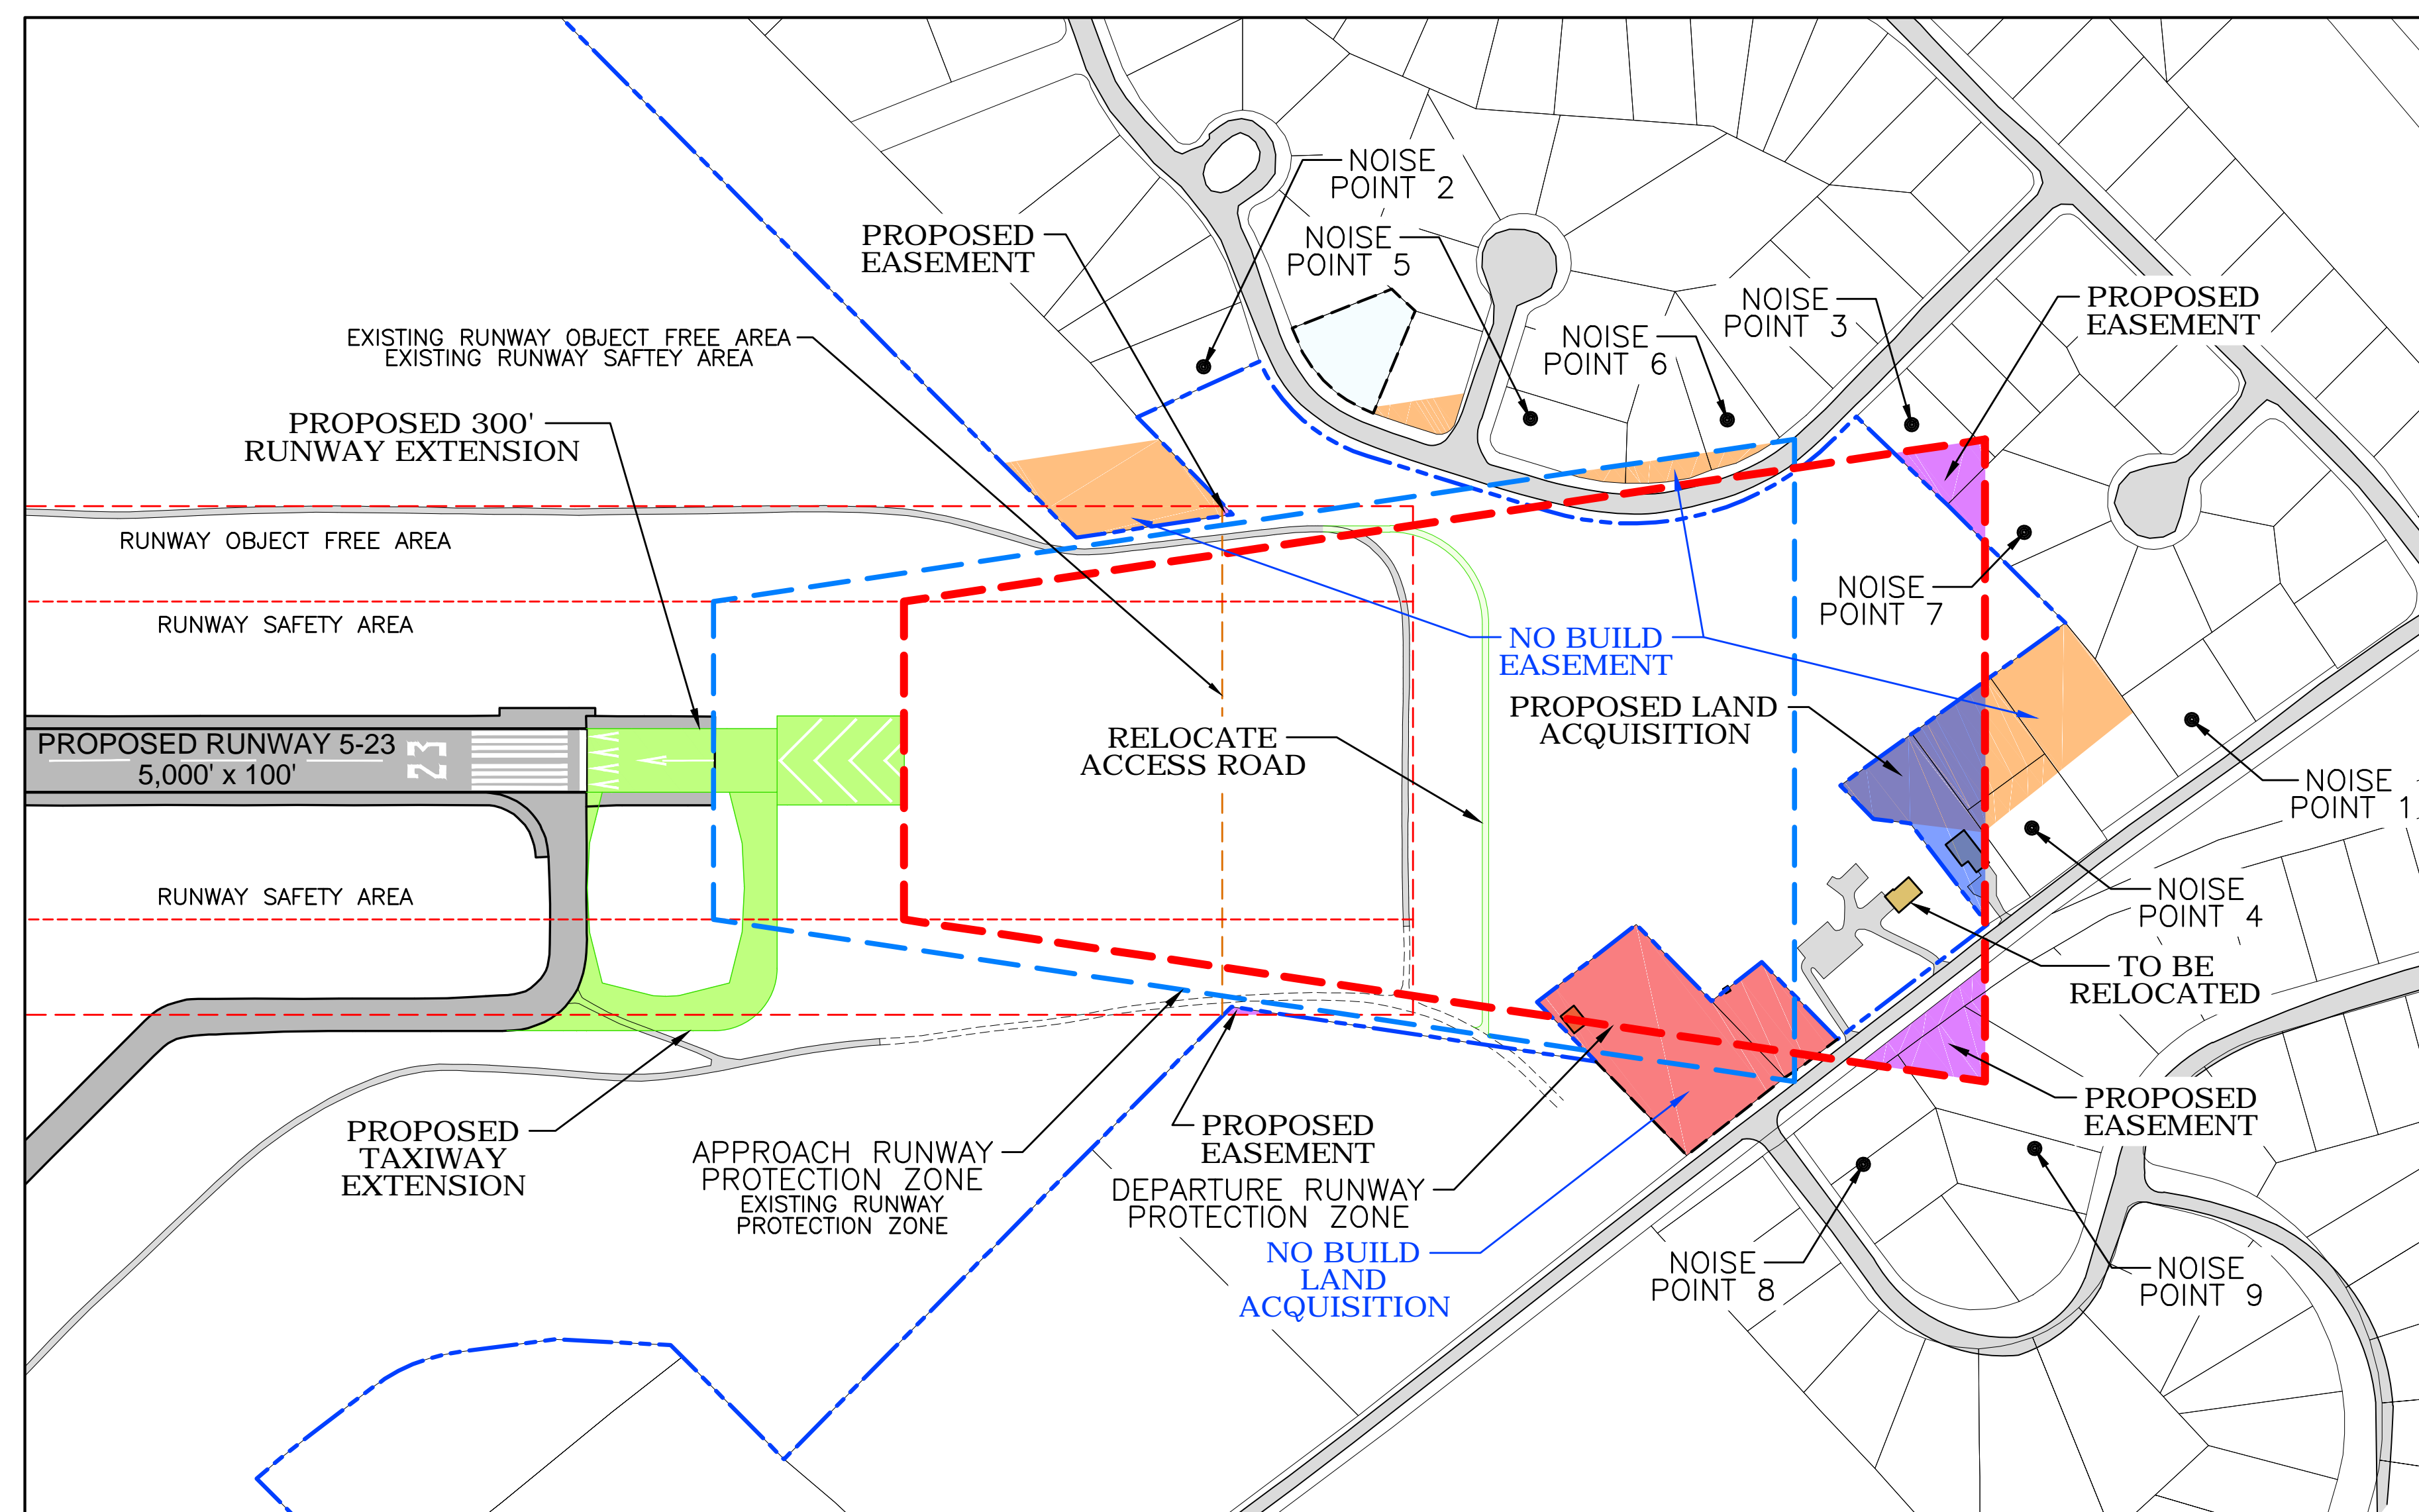 NOISE
POINT 2
PROPOSED
EASEMENT
NOISE
POINT 5
NOISE
POINT 3
PROPOSED
EASEMENT
EXISTING RUNWAY OBJECT FREE AREA
EXISTING RUNWAY SAFTEY AREA
NOISE
POINT 6
PROPOSED 300'
RUNWAY EXTENSION
RUNWAY OBJECT FREE AREA
NOISE
POINT 7
RUNWAY SAFETY AREA
NO BUILD
EASEMENT
PROPOSED LAND
ACQUISITION
PROPOSED RUNWAY 5-23
5,000' x 100'
23
RELOCATE
ACCESS ROAD
NOISE
POINT 1
RUNWAY SAFETY AREA
NOISE
POINT 4
TO BE
RELOCATED
PROPOSED
EASEMENT
PROPOSED
TAXIWAY
EXTENSION
APPROACH RUNWAY
PROTECTION ZONE
EXISTING RUNWAY
PROTECTION ZONE
PROPOSED
EASEMENT
DEPARTURE RUNWAY
PROTECTION ZONE
NO BUILD
LAND
ACQUISITION
NOISE
POINT 8
NOISE
POINT 9